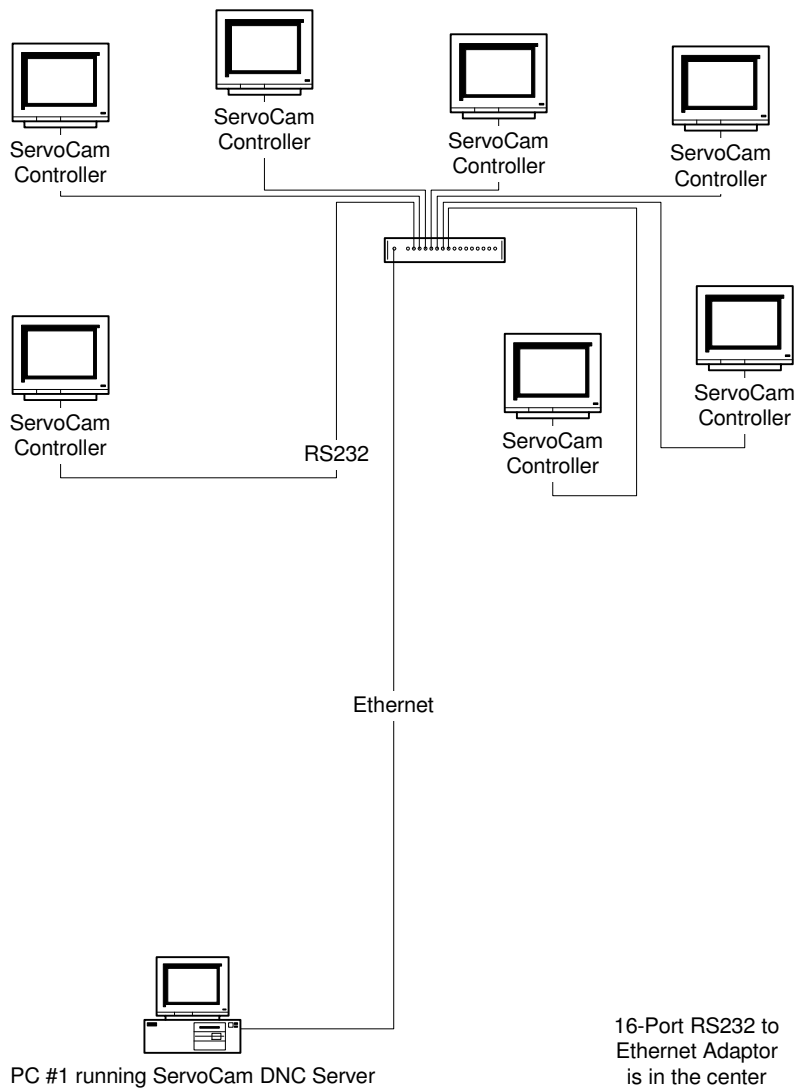 ServoCam
Controller
ServoCam
Controller
ServoCam
Controller
ServoCam
Controller
ServoCam
Controller
RS232
ServoCam
Controller
ServoCam
Controller
Ethernet
PC #1 running ServoCam DNC Server
16-Port RS232 to
Ethernet Adaptor
is in the center